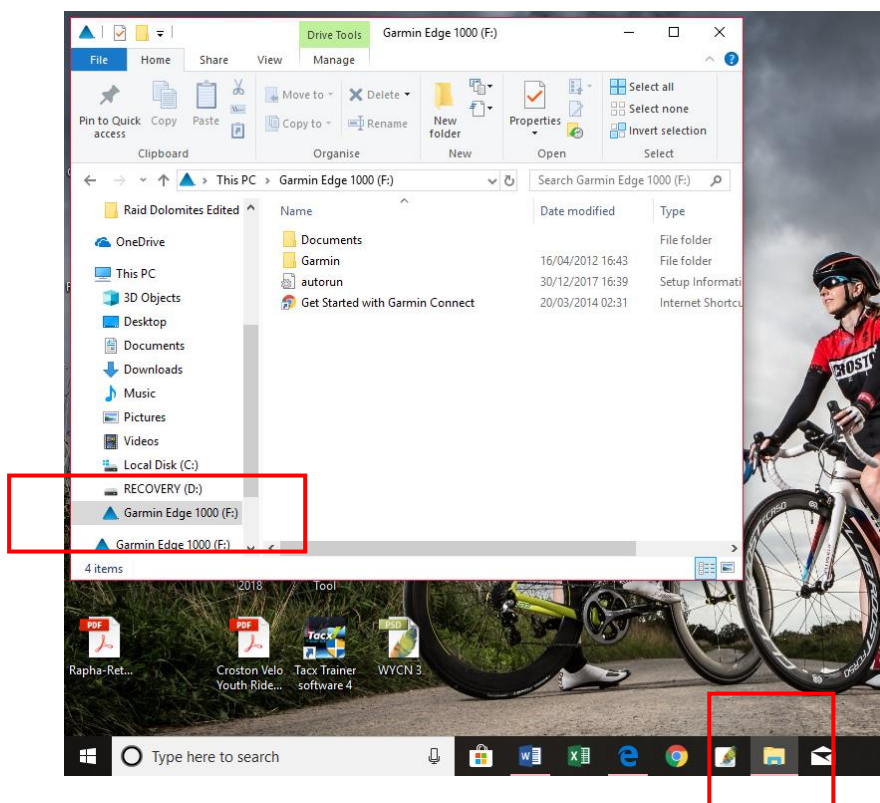 Drive Tools Garmin Edge 1000 (F:)
File Home Share View Manage
Pin to Quick access
Copy
Paste
Move to
Copy to
Delete
Rename
New folder
Properties
Select all
Select none
Invert selection
Clipboard Organise New Open Select
This PC > Garmin Edge 1000 (F:)
Search Garmin Edge 1000 (F:)
Raid Dolomites Edited
OneDrive
This PC
3D Objects
Desktop
Documents
Downloads
Music
Pictures
Videos
Local Disk (C:)
RECOVERY (D:)
Garmin Edge 1000 (F:)
Garmin Edge 1000 (F:)
Name Date modified Type
Documents File folder
Garmin 16/04/2012 16:43 File folder
autorun 30/12/2017 16:39 Setup Informati
Get Started with Garmin Connect 20/03/2014 02:31 Internet Shortcu
4 items
2018 Tool
PDF
Rapha-Ret...
PDF
Croston Velo
Youth Ride...
Tacx
Tacx Trainer
software 4
PSD
WYCN 3
CROSTO
Type here to search